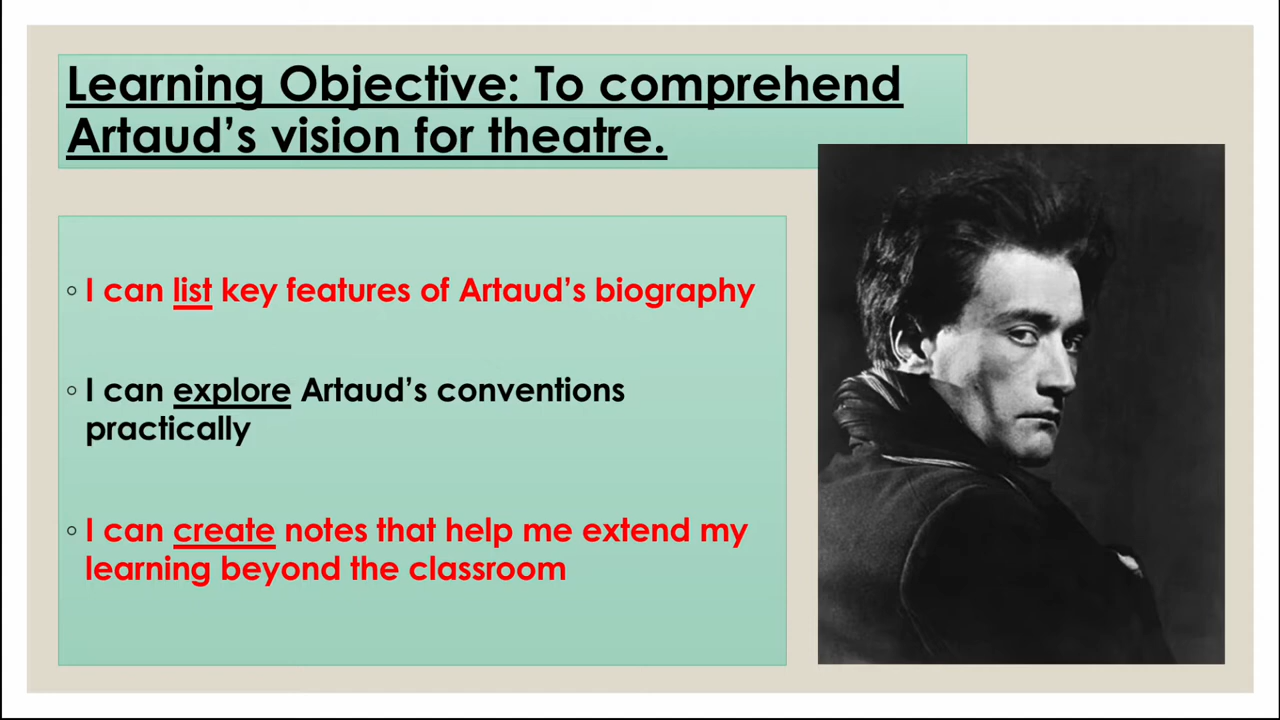 Learning Objective: To comprehend
Artaud’s vision for theatre.
◦ I can list key features of Artaud’s biography
◦ I can explore Artaud’s conventions
practically
◦ I can create notes that help me extend my
learning beyond the classroom